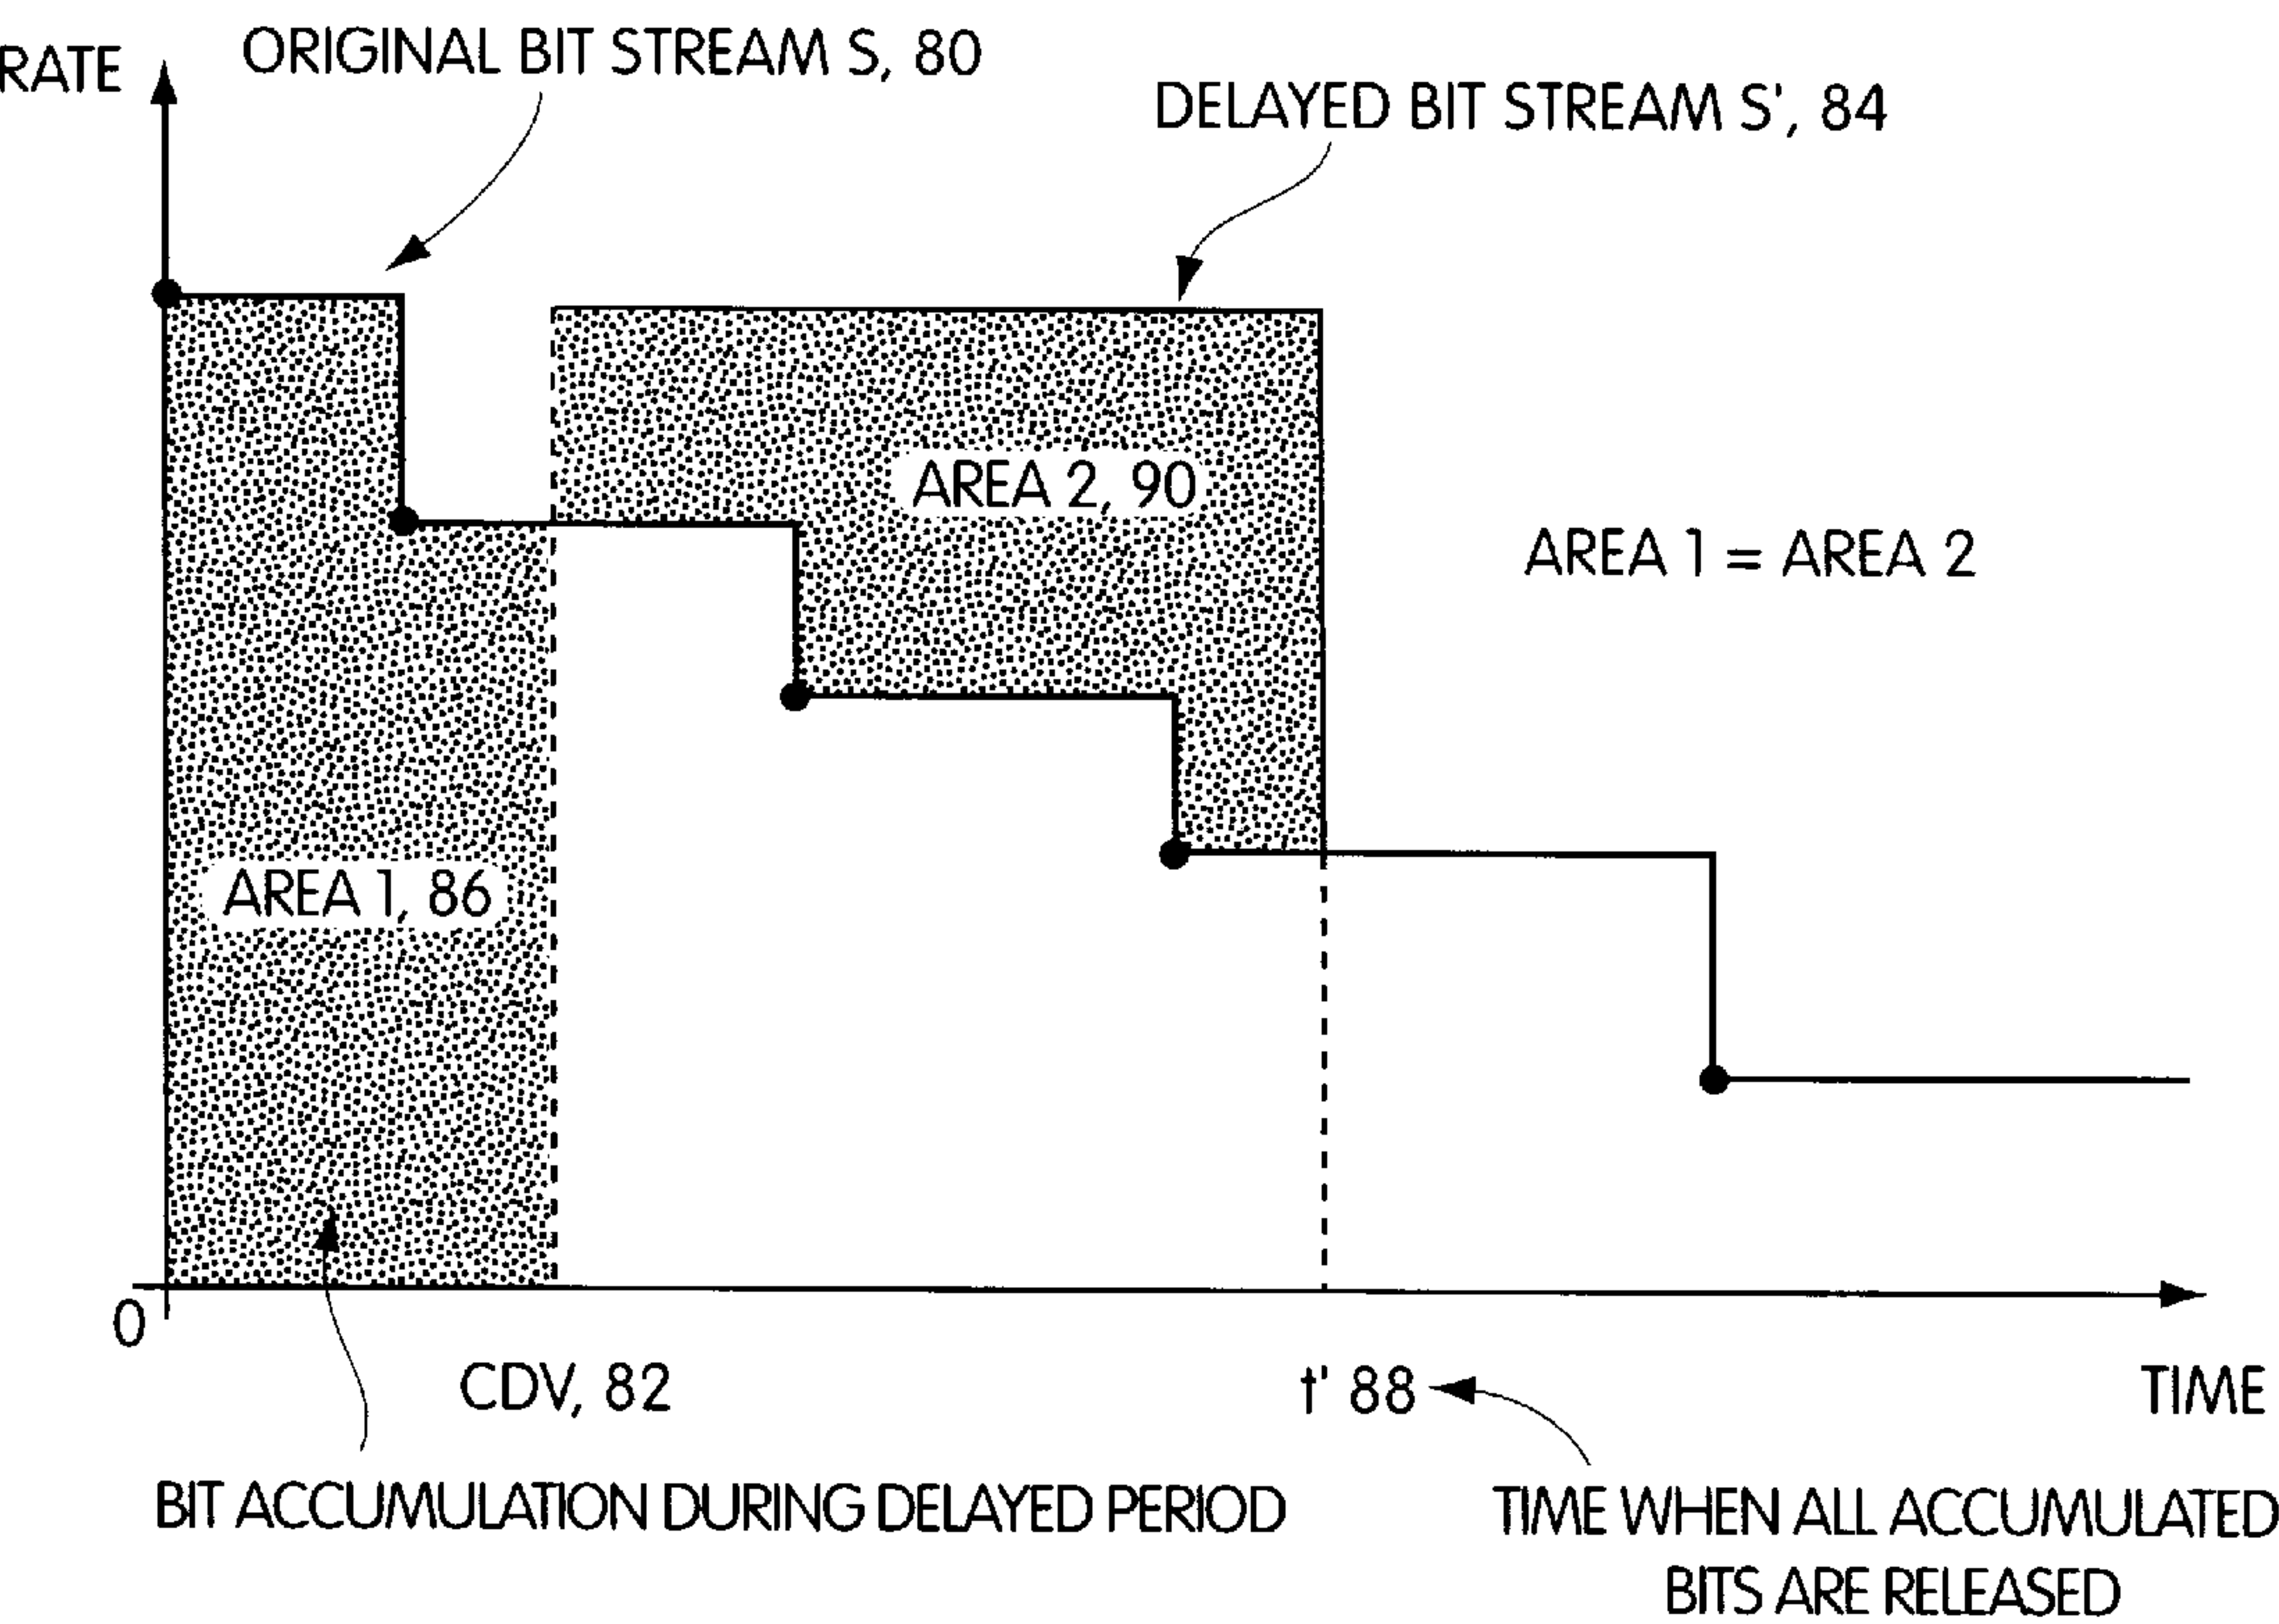 RATE
ORIGINAL BIT STREAM S, 80
DELAYED BIT STREAM S', 84
AREA 2, 90
AREA 1 = AREA 2
AREA 1, 86
0
CDV, 82
t' 88
TIME
BIT ACCUMULATION DURING DELAYED PERIOD
TIME WHEN ALL ACCUMULATED
BITS ARE RELEASED